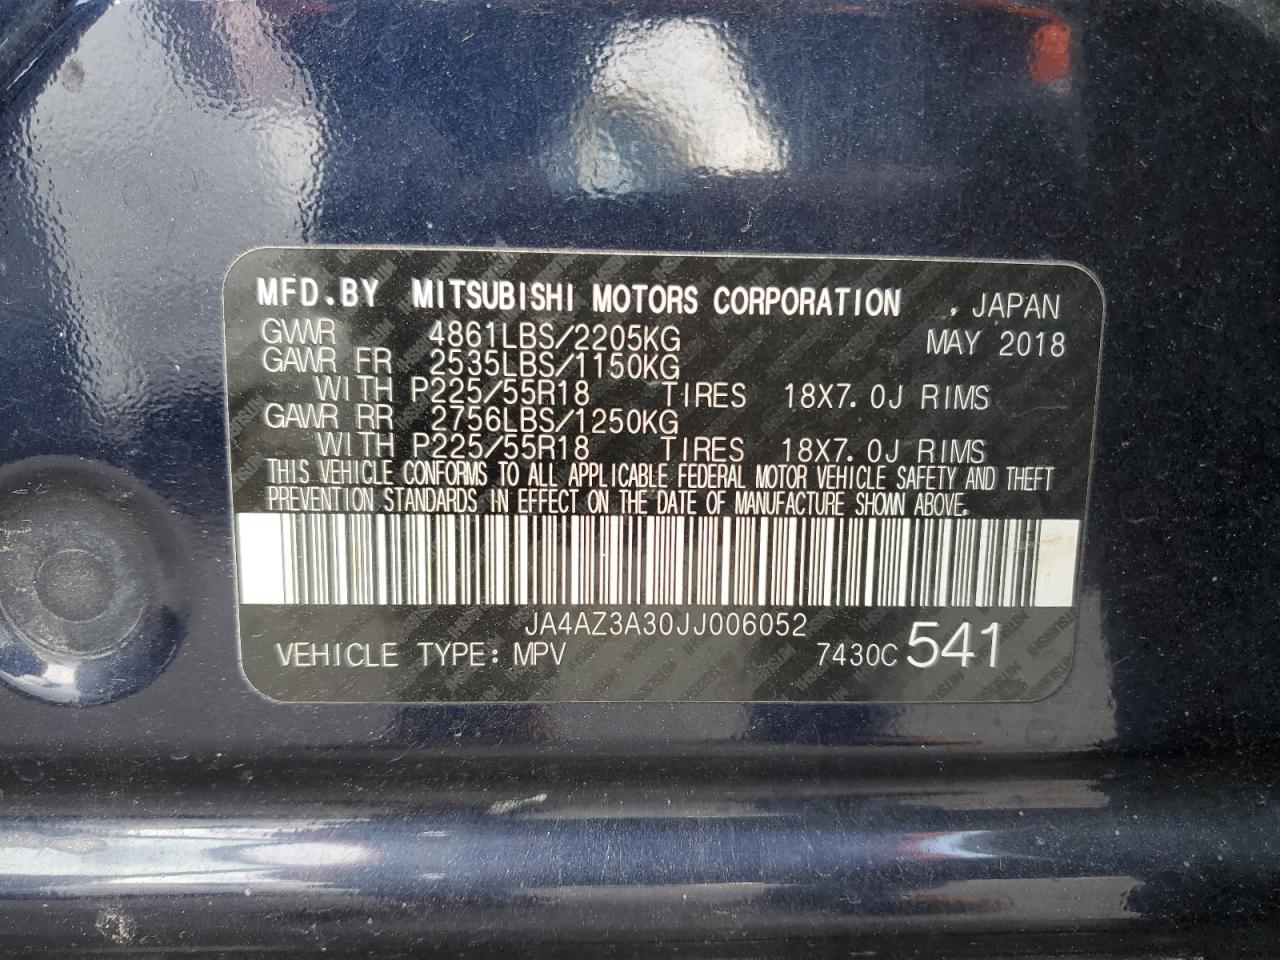 MFD.BY MITSUBISHI MOTORS CORPORATION , JAPAN
GVWR 4861LBS/2205KG MAY 2018
GAWR FR 2535LBS/1150KG
WITH P225/55R18 TIRES 18X7.0J RIMS
GAWR RR 2756LBS/1250KG
WITH P225/55R18 TIRES 18X7.0J RIMS
THIS VEHICLE CONFORMS TO ALL APPLICABLE FEDERAL MOTOR VEHICLE SAFETY AND THEFT
PREVENTION STANDARDS IN EFFECT ON THE DATE OF MANUFACTURE SHOWN ABOVE.
JA4AZ3A30JJ006052
VEHICLE TYPE: MPV 7430C 541